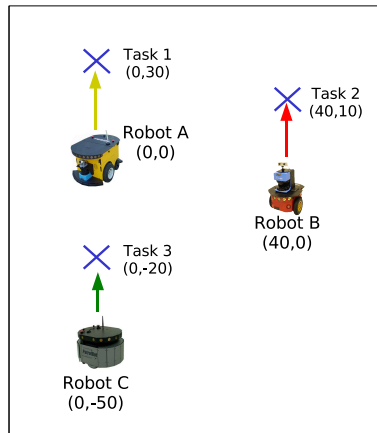 Task 1
(0,30)
Task 2
(40,10)
Robot A
(0,0)
Robot B
(40,0)
Task 3
(0,-20)
Robot C
(0,-50)